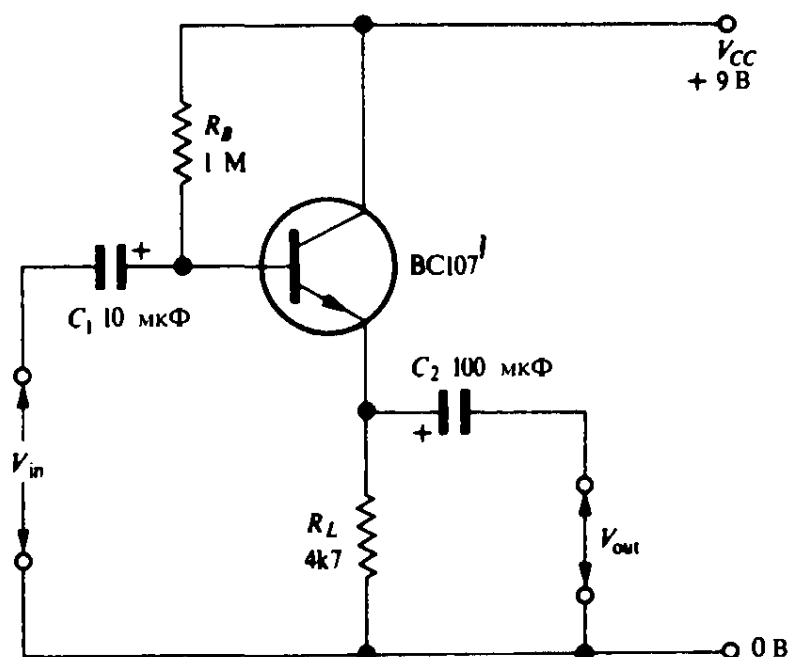 V_CC
+ 9 В
R_B
1 М
BC107
+
C_1 10 мкФ
C_2 100 мкФ
+
V_in
R_L
4k7
V_out
0 В